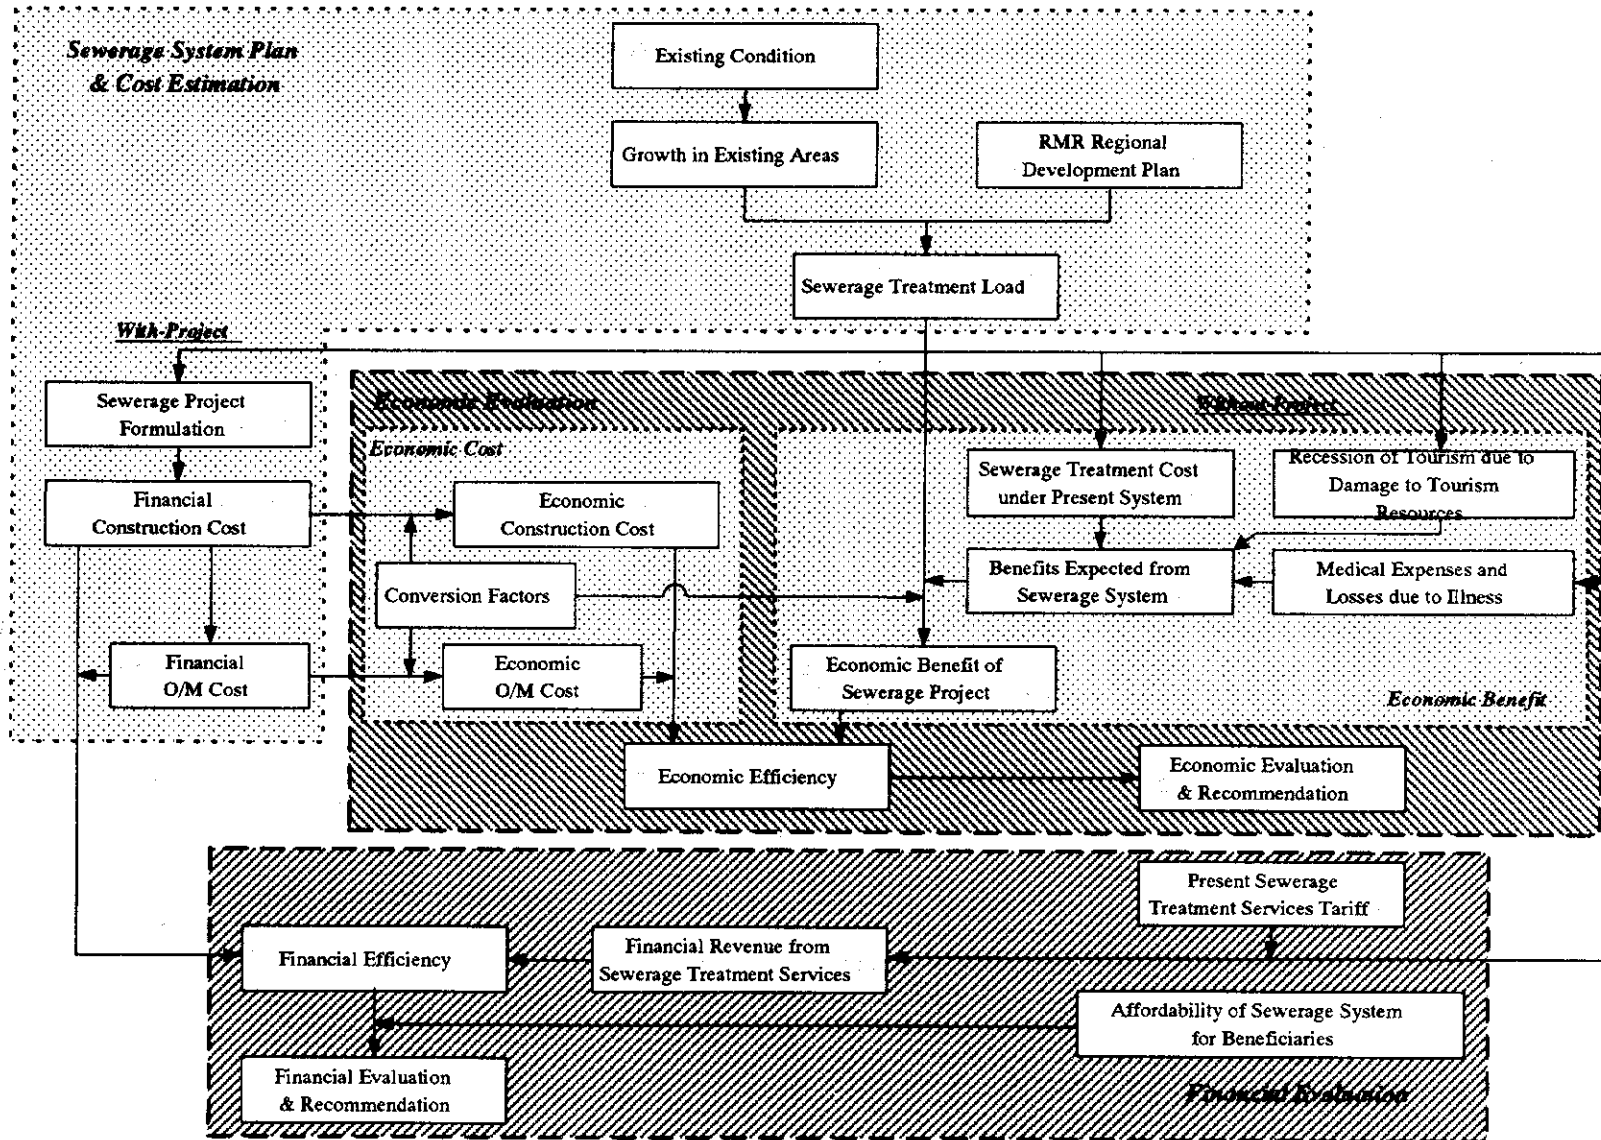 Sewerage System Plan
& Cost Estimation
Existing Condition
Growth in Existing Areas
RMR Regional
Development Plan
Sewerage Treatment Load
With-Project
Sewerage Project
Formulation
Financial
Construction Cost
Financial
O/M Cost
Economic Evaluation
Economic Cost
Economic
Construction Cost
Conversion Factors
Economic
O/M Cost
Without-Project
Sewerage Treatment Cost
under Present System
Recession of Tourism due to
Damage to Tourism
Resources
Benefits Expected from
Sewerage System
Medical Expenses and
Losses due to Illness
Economic Benefit of
Sewerage Project
Economic Benefit
Economic Efficiency
Economic Evaluation
& Recommendation
Present Sewerage
Treatment Services Tariff
Financial Efficiency
Financial Revenue from
Sewerage Treatment Services
Affordability of Sewerage System
for Beneficiaries
Financial Evaluation
& Recommendation
Financial Evaluation